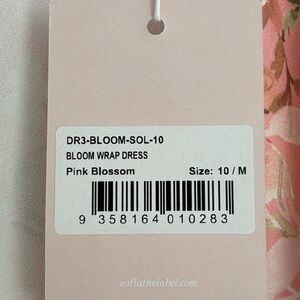 DR3-BLOOM-SOL-10
BLOOM WRAP DRESS
Pink Blossom Size: 10 / M
9 358164 010283
sofiathelabel.com